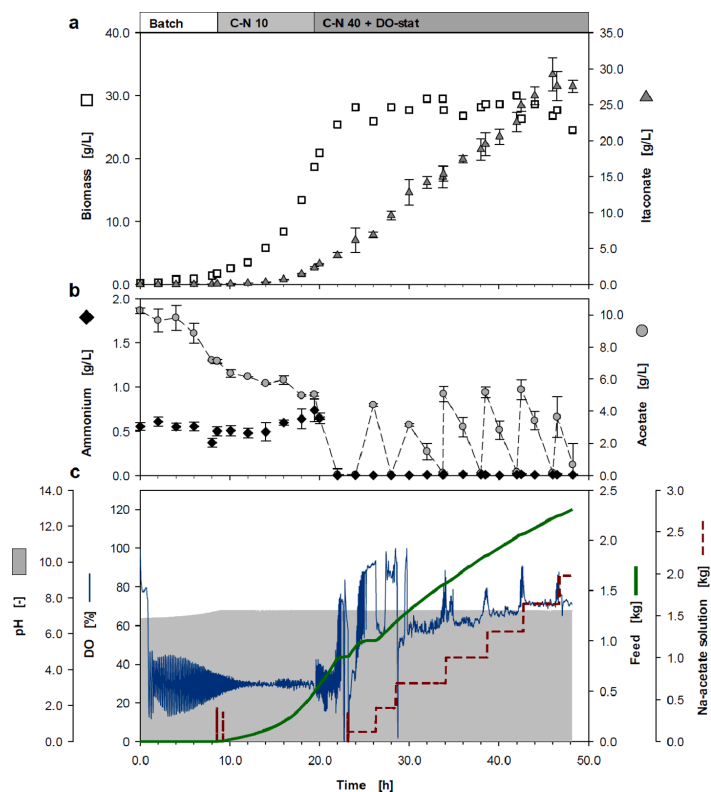 Batch C-N 10 C-N 40 + DO-stat
a
40.0 35.0
30.0
25.0
30.0
20.0
20.0
15.0
10.0
10.0
5.0
0.0 0.0
Biomass [g/L]
Itaconate [g/L]
b
2.0
10.0
1.5
8.0
1.0
6.0
4.0
0.5
2.0
0.0 0.0
Ammonium [g/L]
Acetate [g/L]
c
14.0 120 2.5 3.0
12.0 100 2.0 2.5
10.0 80 1.5 2.0
8.0
6.0 60 1.0 1.5
4.0 40 0.5 1.0
2.0 20 0.5
0.0 0 0.0 0.0
pH [-]
DO [%]
Feed [kg]
Na-acetate solution [kg]
0.0 10.0 20.0 30.0 40.0 50.0
Time [h]